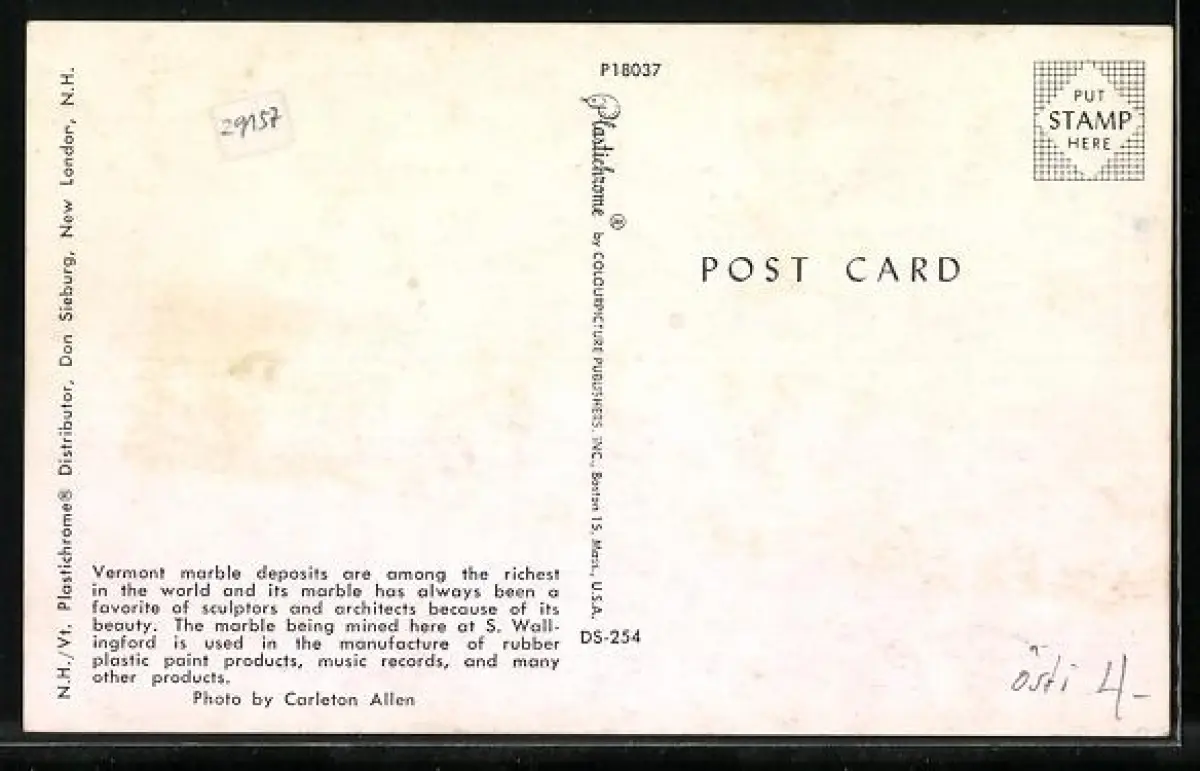 N.H./Vt. Plastichrome® Distributor, Don Sieburg, New London, N.H.
29157
Vermont marble deposits are among the richest
in the world and its marble has always been a
favorite of sculptors and architects because of its
beauty. The marble being mined here at S. Wall-
ingford is used in the manufacture of rubber
plastic paint products, music records, and many
other products.
Photo by Carleton Allen
P18037
Plastichrome® by COLOURPICTURE PUBLISHERS, INC., Boston 15, Mass., U.S.A.
DS-254
PUT
STAMP
HERE
POST CARD
4-